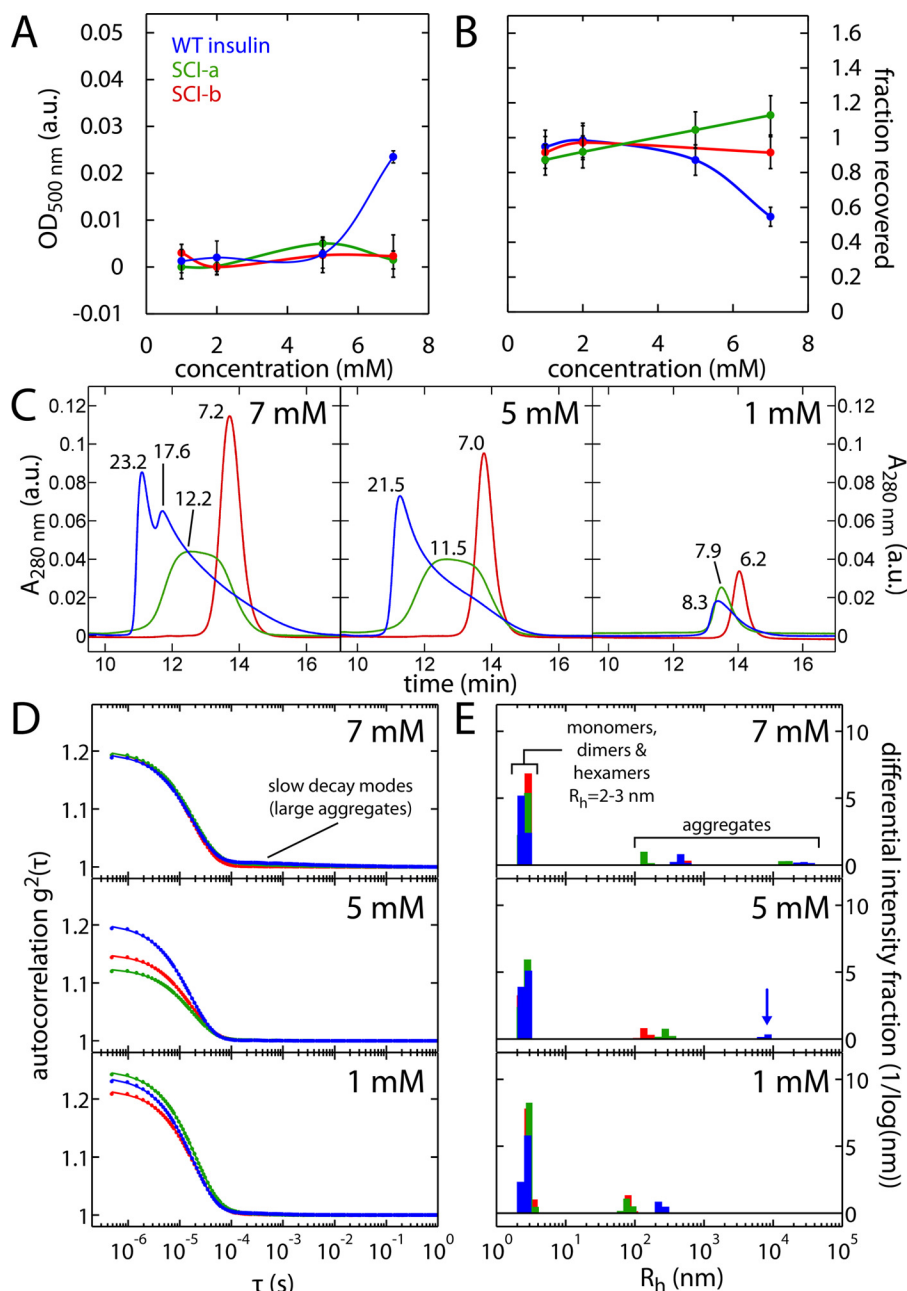 A
0.05
0.04
0.03
0.02
0.01
0
-0.01
OD500 nm (a.u.)
WT insulin
SCI-a
SCI-b
0 2 4 6 8
concentration (mM)
B
1.6
1.4
1.2
1
0.8
0.6
0.4
0.2
0
fraction recovered
0 2 4 6 8
concentration (mM)
C
0.12
0.1
0.08
0.06
0.04
0.02
0
A280 nm (a.u.)
7 mM
23.2
17.6
12.2
7.2
10 12 14 16
5 mM
21.5
11.5
7.0
10 12 14 16
1 mM
7.9
6.2
8.3
10 12 14 16
0.12
0.1
0.08
0.06
0.04
0.02
0
A280 nm (a.u.)
time (min)
D
7 mM
1.2
1.1
1
slow decay modes
(large aggregates)
5 mM
1.2
1.1
1
1 mM
1.2
1.1
1
autocorrelation g²(τ)
10⁻⁶ 10⁻⁵ 10⁻⁴ 10⁻³ 10⁻² 10⁻¹ 10⁰
τ (s)
E
7 mM
monomers,
dimers &
hexamers
Rh=2-3 nm
aggregates
10
5
0
5 mM
10
5
0
1 mM
10
5
0
differential intensity fraction (1/log(nm))
10⁰ 10¹ 10² 10³ 10⁴ 10⁵
Rh (nm)